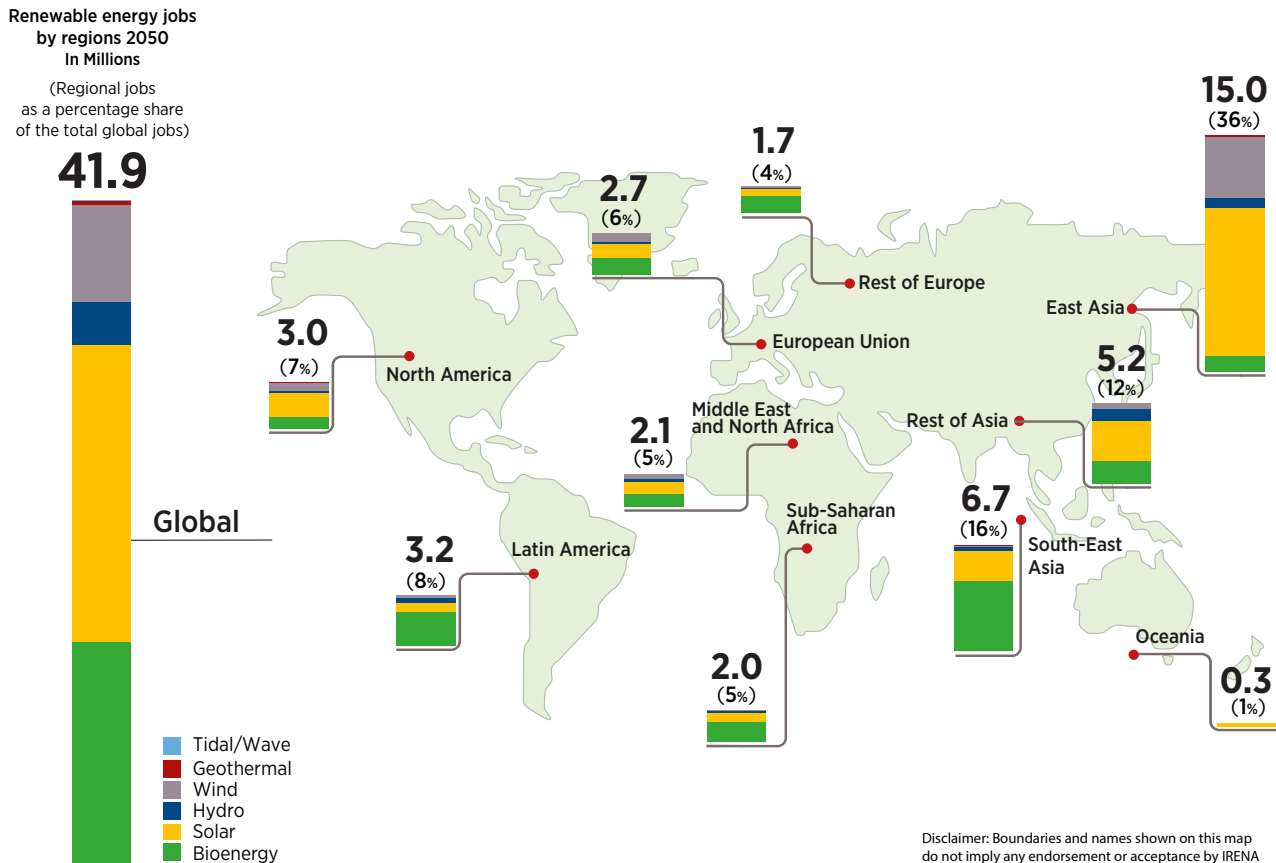 Renewable energy jobs
by regions 2050
In Millions
(Regional jobs
as a percentage share
of the total global jobs)
41.9
Global
Tidal/Wave
Geothermal
Wind
Hydro
Solar
Bioenergy
3.0
(7%)
North America
3.2
(8%)
Latin America
2.7
(6%)
European Union
1.7
(4%)
Rest of Europe
2.1
(5%)
Middle East
and North Africa
2.0
(5%)
Sub-Saharan
Africa
15.0
(36%)
East Asia
5.2
(12%)
Rest of Asia
6.7
(16%)
South-East
Asia
Oceania
0.3
(1%)
Disclaimer: Boundaries and names shown on this map
do not imply any endorsement or acceptance by IRENA